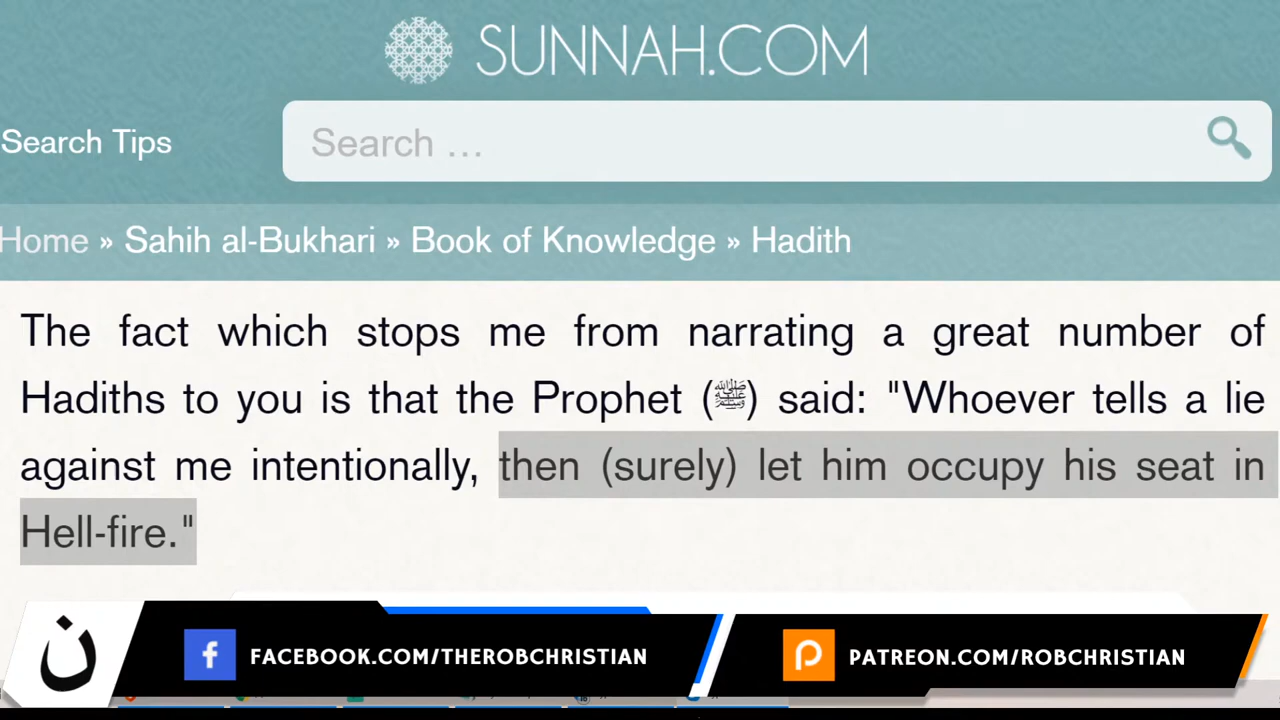 SUNNAH.COM
Search Tips
Search ...
Home » Sahih al-Bukhari » Book of Knowledge » Hadith
The fact which stops me from narrating a great number of
Hadiths to you is that the Prophet (ﷺ) said: "Whoever tells a lie
against me intentionally, then (surely) let him occupy his seat in
Hell-fire."
ن
f FACEBOOK.COM/THEROBCHRISTIAN
PATREON.COM/ROBCHRISTIAN